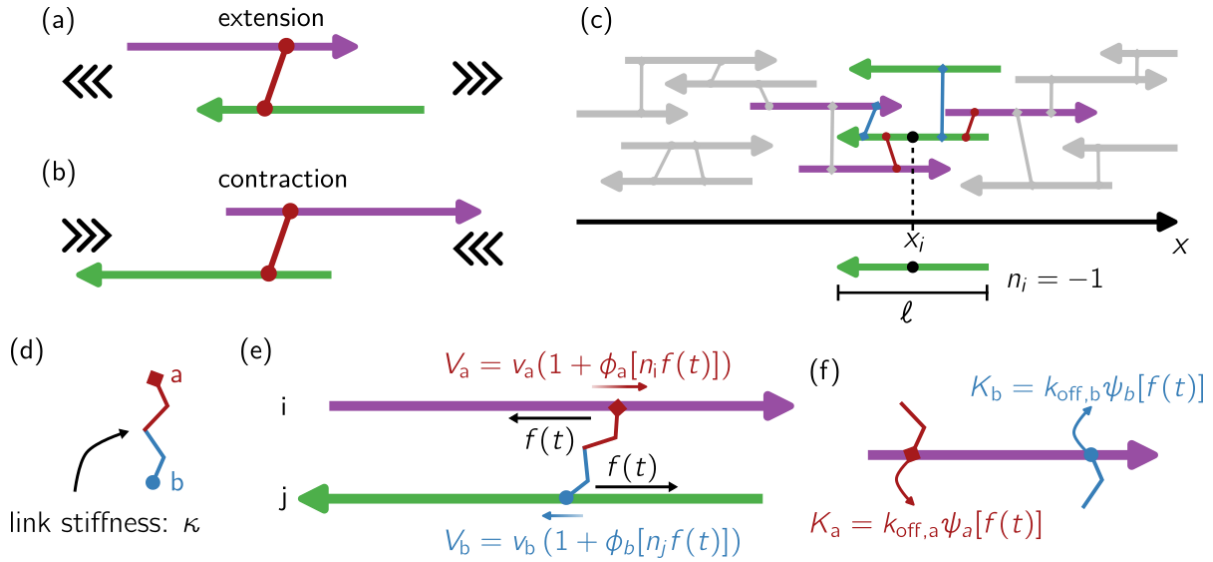 (a)
extension
(b)
contraction
(c)
x_i
x
n_i = −1
ℓ
(d)
a
b
link stiffness: κ
(e)
V_a = v_a(1 + ϕ_a[n_i f(t)])
i
f(t)
f(t)
j
V_b = v_b (1 + ϕ_b[n_j f(t)])
(f)
K_b = k_off,b ψ_b[f(t)]
K_a = k_off,a ψ_a[f(t)]